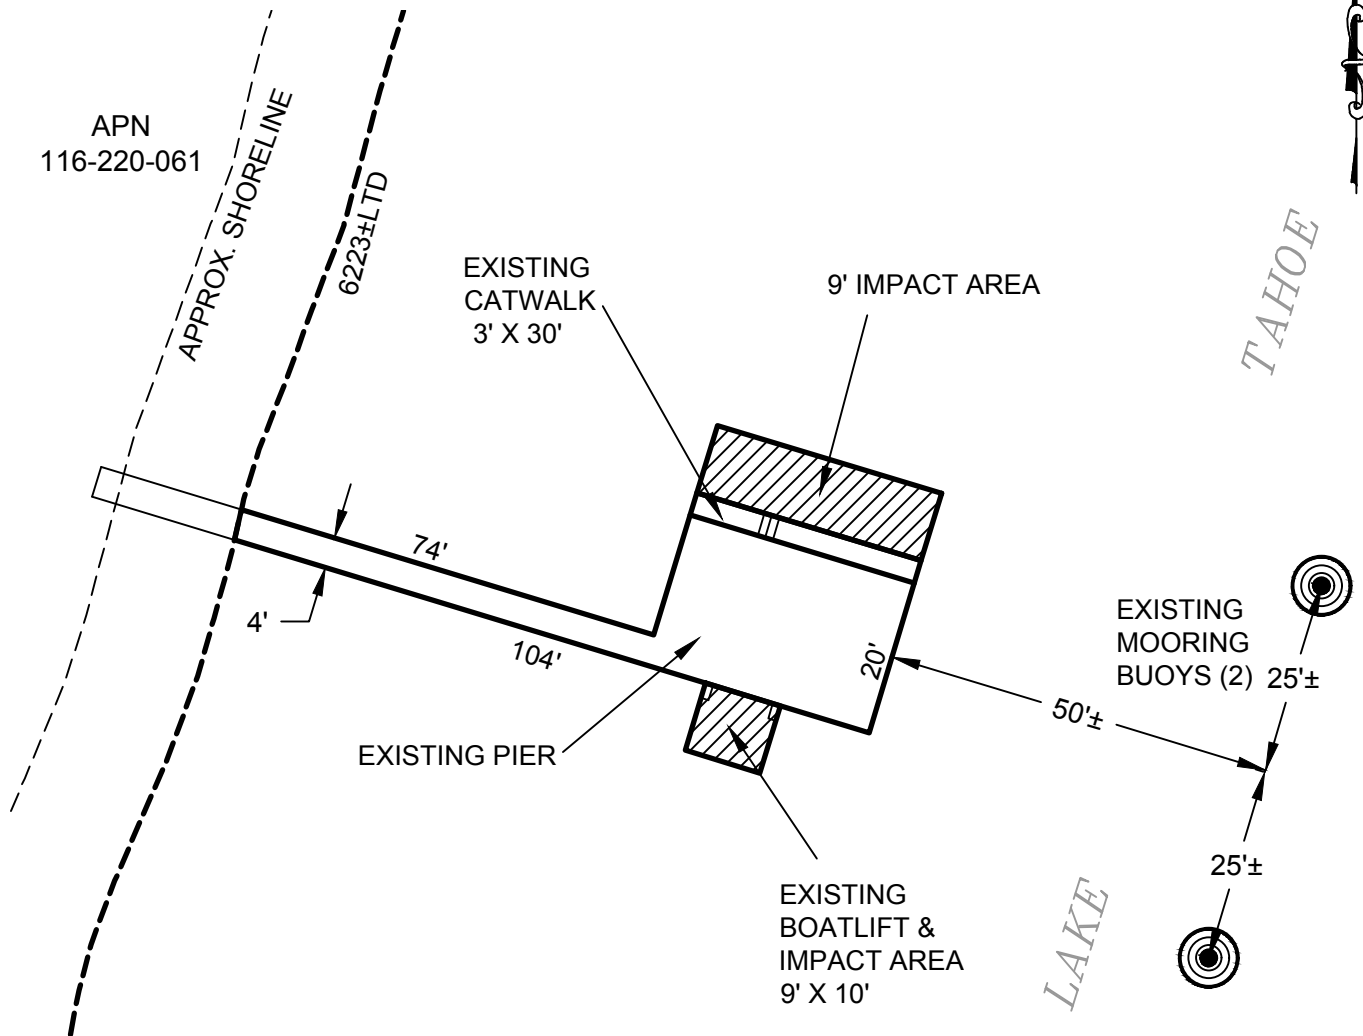 APN
116-220-061
APPROX. SHORELINE
6223±LTD
EXISTING
CATWALK
3' X 30'
9' IMPACT AREA
TAHOE
74'
4'
104'
20'
EXISTING
MOORING
BUOYS (2)
25'±
50'±
EXISTING PIER
25'±
EXISTING
BOATLIFT &
IMPACT AREA
9' X 10'
LAKE